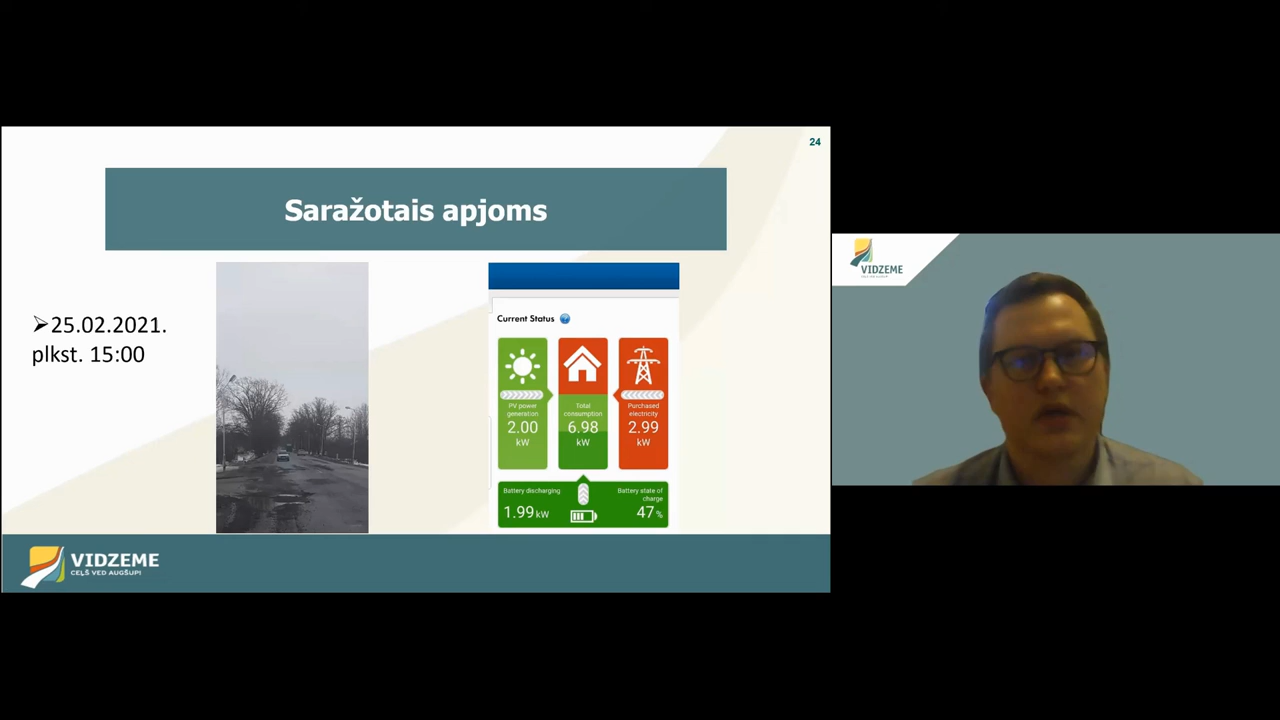 24
Saražotais apjoms
➢25.02.2021.
plkst. 15:00
Current Status ?
PV power
generation
2.00
kW
Total
consumption
6.98
kW
Purchased
electricity
2.99
kW
Battery discharging
1.99 kW
Battery state of
charge
47 %
VIDZEME
CEĻŠ VED AUGŠUP!
VIDZEME